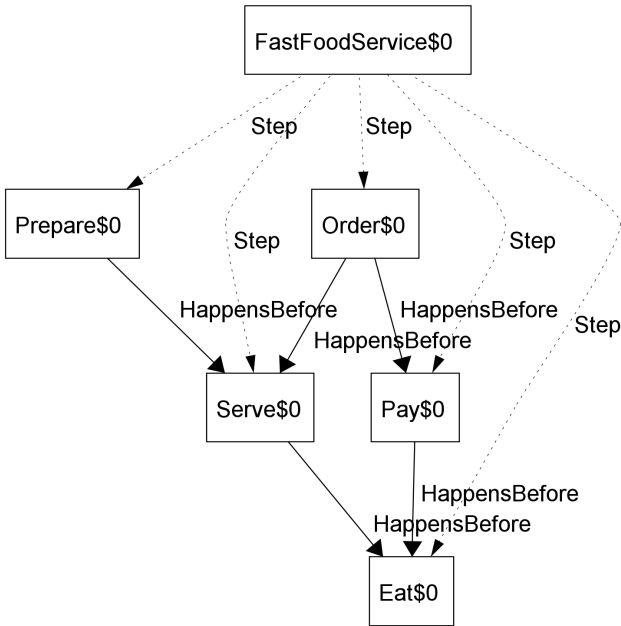 FastFoodService$0
Step
Step
Prepare$0
Order$0
Step
Step
HappensBefore
HappensBefore
Step
HappensBefore
Serve$0
Pay$0
HappensBefore
HappensBefore
Eat$0